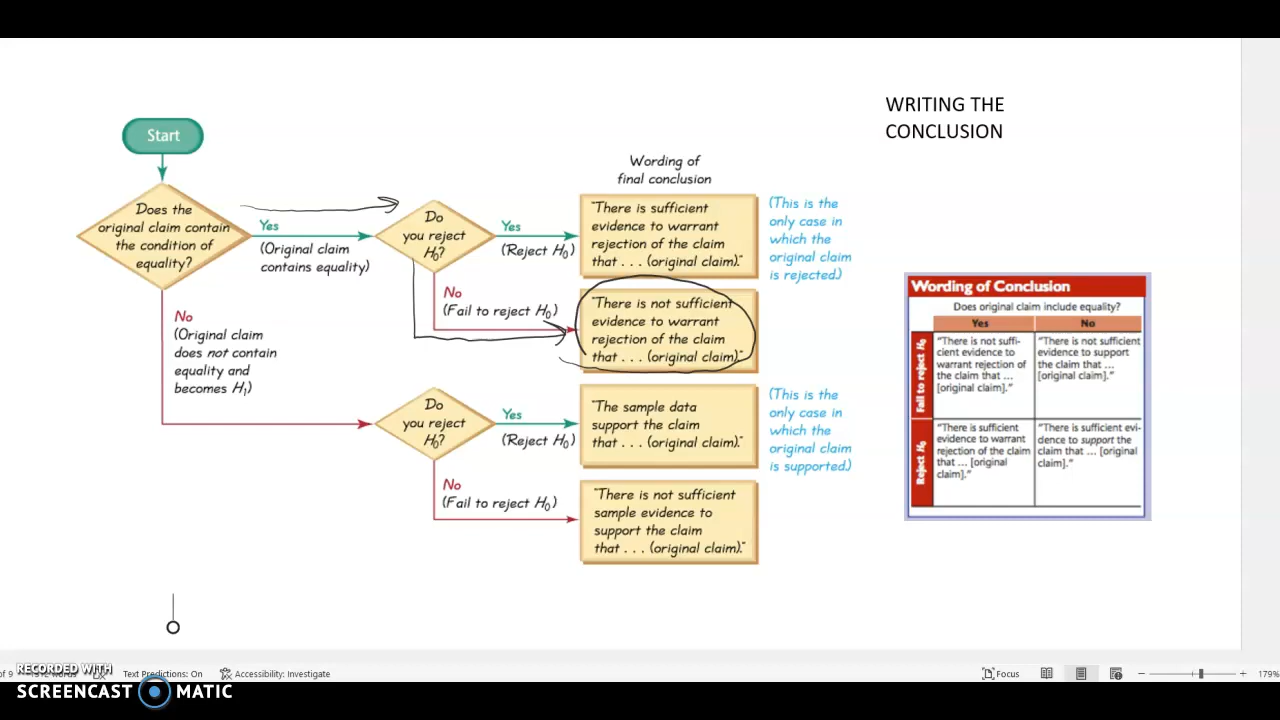 WRITING THE
CONCLUSION
Start
Wording of
final conclusion
Does the
original claim contain
the condition of
equality?
Yes
(Original claim
contains equality)
Do
you reject
H0?
Yes
(Reject H0)
"There is sufficient
evidence to warrant
rejection of the claim
that . . . (original claim)."
(This is the
only case in
which the
original claim
is rejected.)
No
(Fail to reject H0)
"There is not sufficient
evidence to warrant
rejection of the claim
that . . . (original claim)."
No
(Original claim
does not contain
equality and
becomes H1)
Do
you reject
H0?
Yes
(Reject H0)
"The sample data
support the claim
that . . . (original claim)."
(This is the
only case in
which the
original claim
is supported.)
No
(Fail to reject H0)
"There is not sufficient
sample evidence to
support the claim
that . . . (original claim)."
Wording of Conclusion
Does original claim include equality?
Yes
No
Fail to reject H0
"There is not suffi-
cient evidence to
warrant rejection of
the claim that ...
[original claim]."
"There is not sufficient
evidence to support
the claim that ...
[original claim]."
Reject H0
"There is sufficient
evidence to warrant
rejection of the claim
that ... [original
claim]."
"There is sufficient evi-
dence to support the
claim that ... [original
claim]."
of 9
words
Text Predictions: On
Accessibility: Investigate
Focus
179%
RECORDED WITH
SCREENCAST MATIC